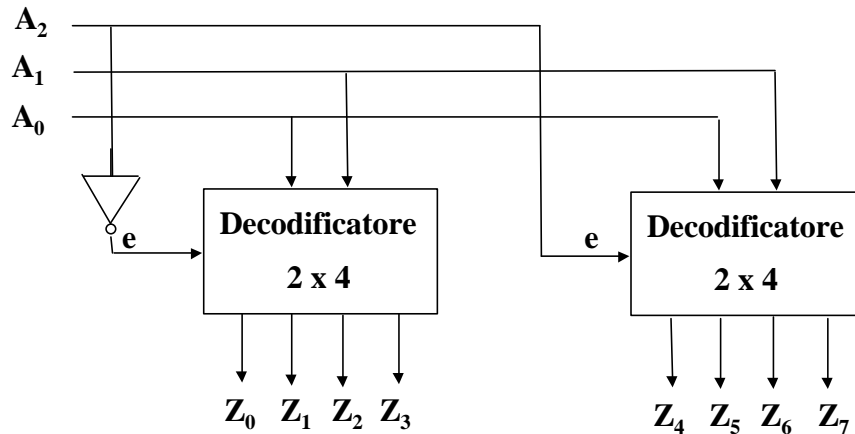 A₂
A₁
A₀
e
Decodificatore
2 x 4
e
Decodificatore
2 x 4
Z₀ Z₁ Z₂ Z₃
Z₄ Z₅ Z₆ Z₇